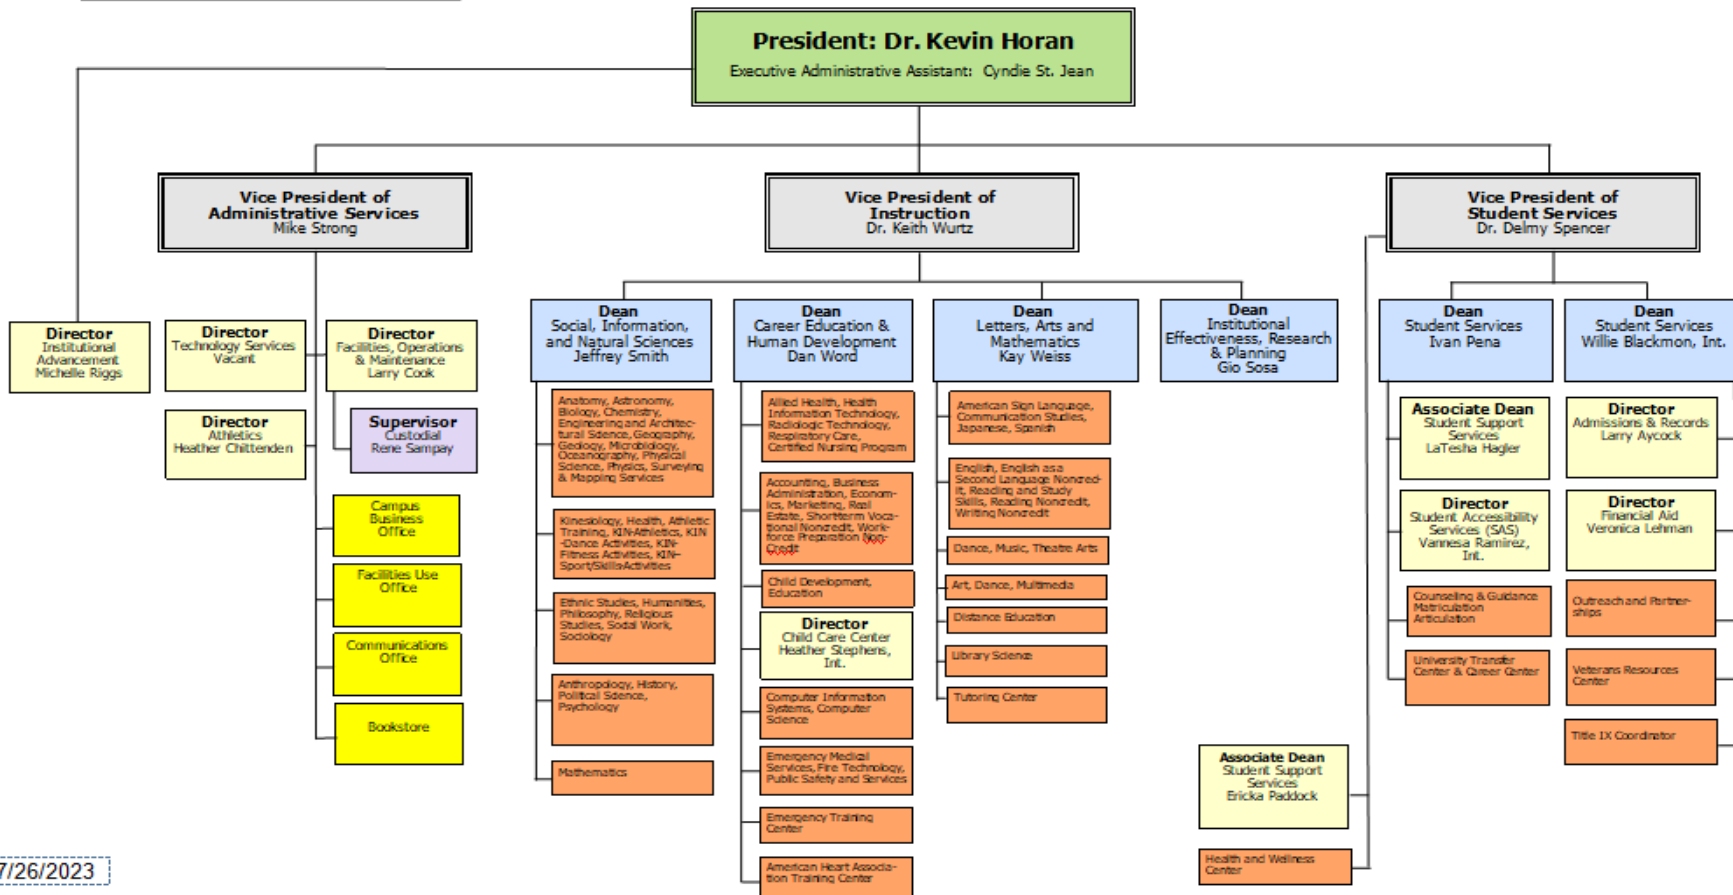 President: Dr. Kevin Horan
Executive Administrative Assistant:  Cyndie St. Jean
Vice President of
Administrative Services
Mike Strong
Vice President of
Instruction
Dr. Keith Wurtz
Vice President of
Student Services
Dr. Delmy Spencer
Director
Institutional
Advancement
Michelle Riggs
Director
Technology Services
Vacant
Director
Facilities, Operations
& Maintenance
Larry Cook
Director
Athletics
Heather Chittenden
Supervisor
Custodial
Rene Sampay
Campus
Business
Office
Facilities Use
Office
Communications
Office
Bookstore
Dean
Social, Information,
and Natural Sciences
Jeffrey Smith
Anatomy, Astronomy,
Biology, Chemistry,
Engineering and Architec-
tural Science, Geography,
Geology, Microbiology,
Oceanography, Physical
Science, Physics, Surveying
& Mapping Services
Kinesiology, Health, Athletic
Training, KIN-Athletics, KIN
-Dance Activities, KIN-
Fitness Activities, KIN-
Sport/Skills-Activities
Ethnic Studies, Humanities,
Philosophy, Religious
Studies, Social Work,
Sociology
Anthropology, History,
Political Science,
Psychology
Mathematics
Dean
Career Education &
Human Development
Dan Word
Allied Health, Health
Information Technology,
Radiologic Technology,
Respiratory Care,
Certified Nursing Program
Accounting, Business
Administration, Econom-
ics, Marketing, Real
Estate, Short-term Voca-
tional Noncredit, Work-
force Preparation Non-
Credit
Child Development,
Education
Director
Child Care Center
Heather Stephens,
Int.
Computer Information
Systems, Computer
Science
Emergency Medical
Services, Fire Technology,
Public Safety and Services
Emergency Training
Center
American Heart Associa-
tion Training Center
Dean
Letters, Arts and
Mathematics
Kay Weiss
American Sign Language,
Communication Studies,
Japanese, Spanish
English, English as a
Second Language Noncred-
it, Reading and Study
Skills, Reading Noncredit,
Writing Noncredit
Dance, Music, Theatre Arts
Art, Dance, Multimedia
Distance Education
Library Science
Tutoring Center
Dean
Institutional
Effectiveness, Research
& Planning
Gio Sosa
Dean
Student Services
Ivan Pena
Associate Dean
Student Support
Services
LaTesha Hagler
Director
Student Accessibility
Services (SAS)
Vannesa Ramirez,
Int.
Counseling & Guidance
Matriculation
Articulation
University Transfer
Center & Career Center
Dean
Student Services
Willie Blackmon, Int.
Director
Admissions & Records
Larry Aycock
Director
Financial Aid
Veronica Lehman
Outreach and Partner-
ships
Veterans Resources
Center
Title IX Coordinator
Associate Dean
Student Support
Services
Ericka Paddock
Health and Wellness
Center
7/26/2023